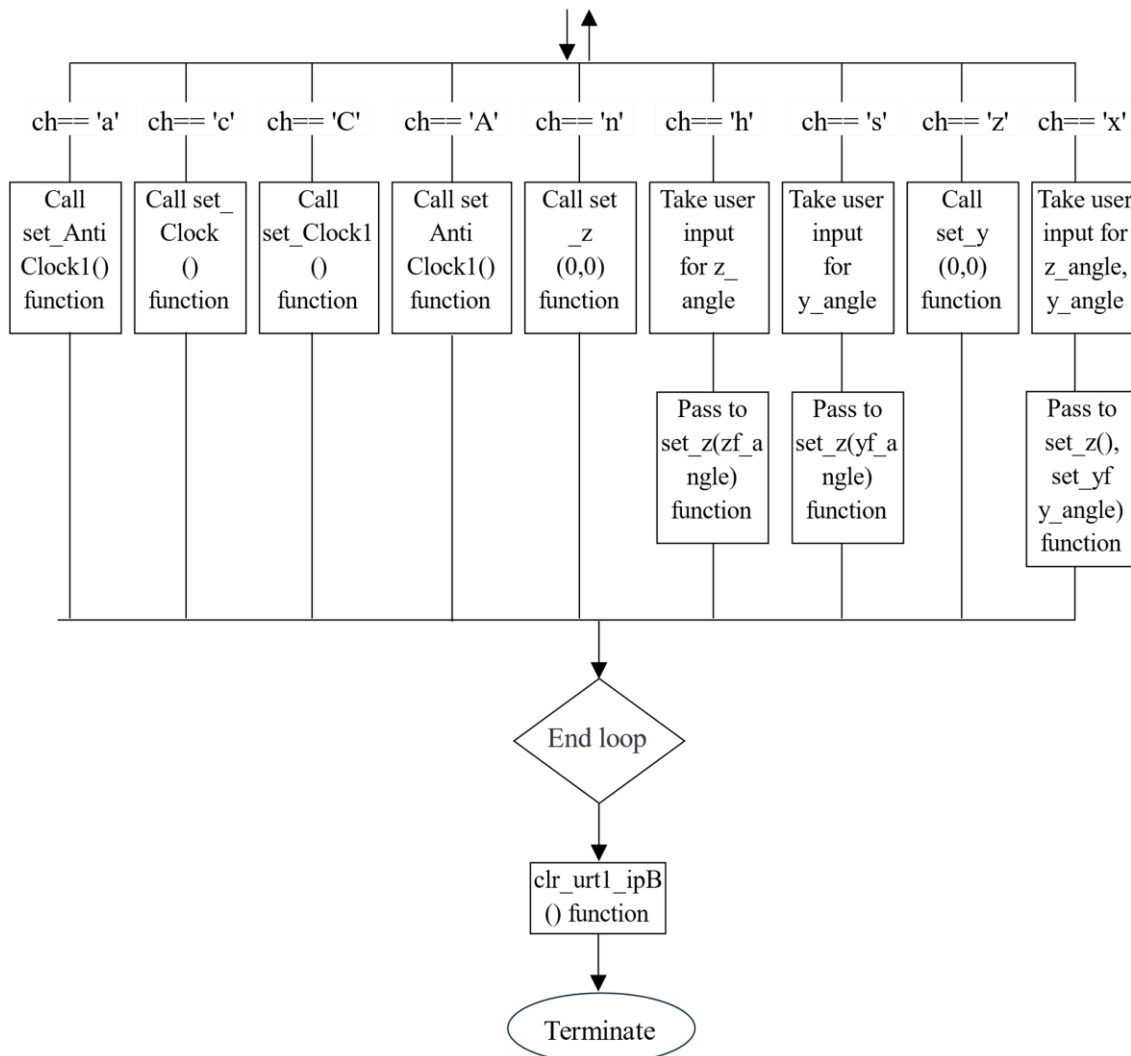 ch== 'a'
ch== 'c'
ch== 'C'
ch== 'A'
ch== 'n'
ch== 'h'
ch== 's'
ch== 'z'
ch== 'x'
Call
set_Anti
Clock1()
function
Call set_
Clock
()
function
Call
set_Clock1
()
function
Call set
Anti
Clock1()
function
Call set
_z
(0,0)
function
Take user
input
for z_
angle
Take user
input
for
y_angle
Call
set_y
(0,0)
function
Take user
input for
z_angle,
y_angle
Pass to
set_z(zf_a
ngle)
function
Pass to
set_z(yf_a
ngle)
function
Pass to
set_z(),
set_yf
y_angle)
function
End loop
clr_urt1_ipB
() function
Terminate